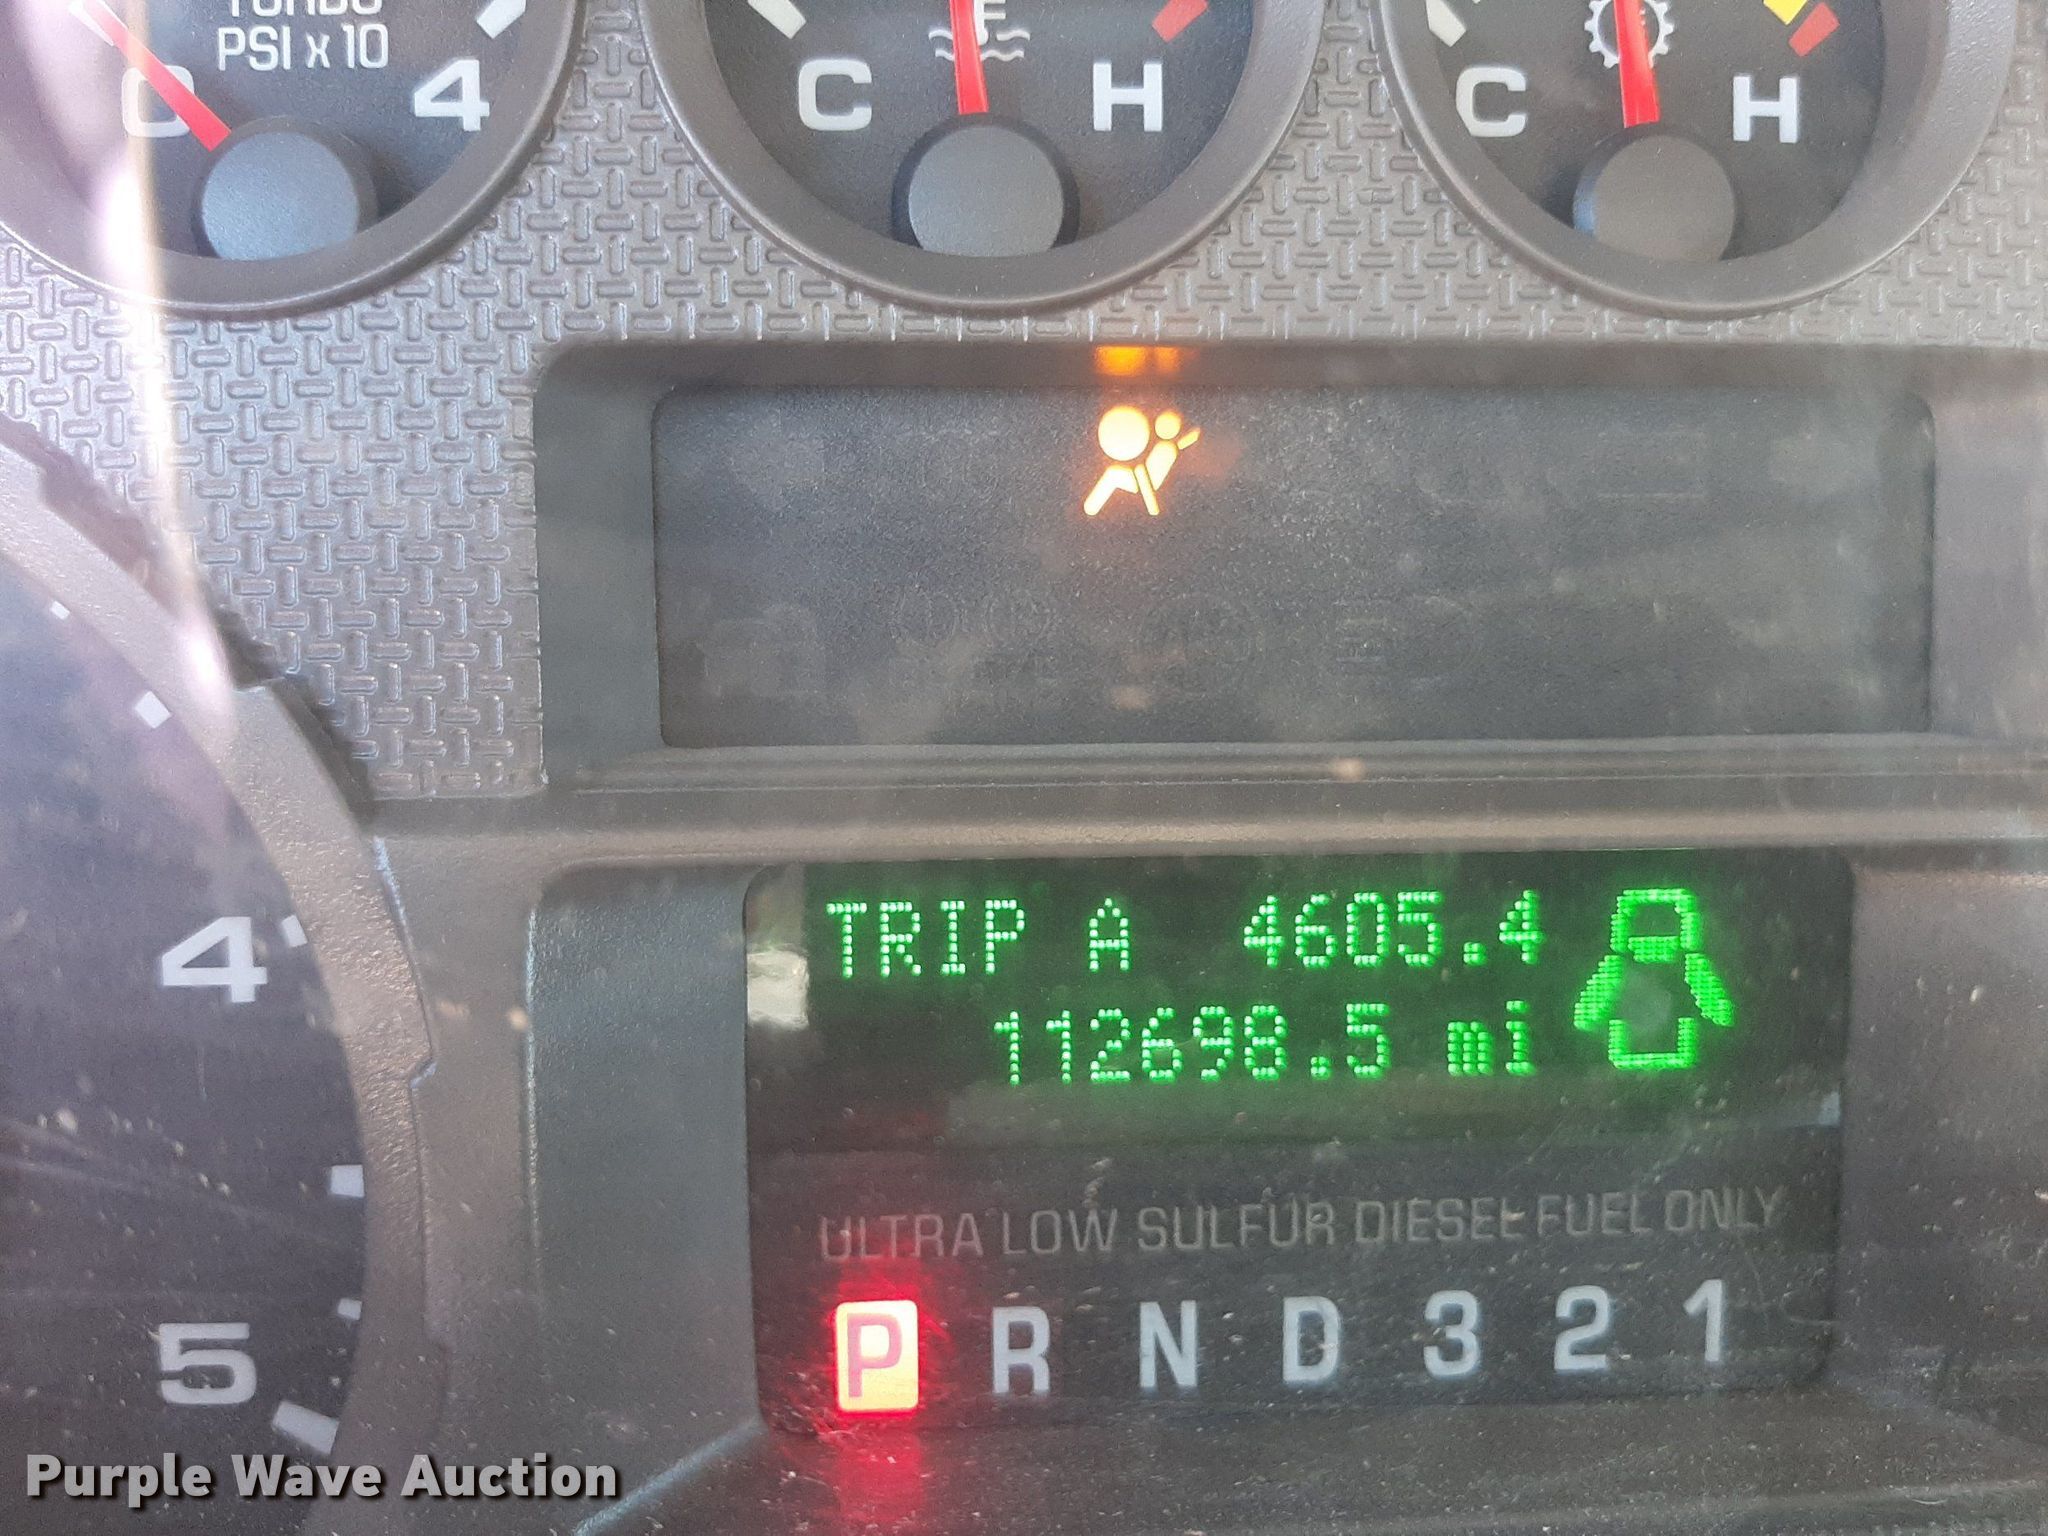 TURBO
PSI x 10
0 4
C H
C H
4
TRIP A 4605.4
112698.5 mi
ULTRA LOW SULFUR DIESEL FUEL ONLY
P R N D 3 2 1
5
Purple Wave Auction